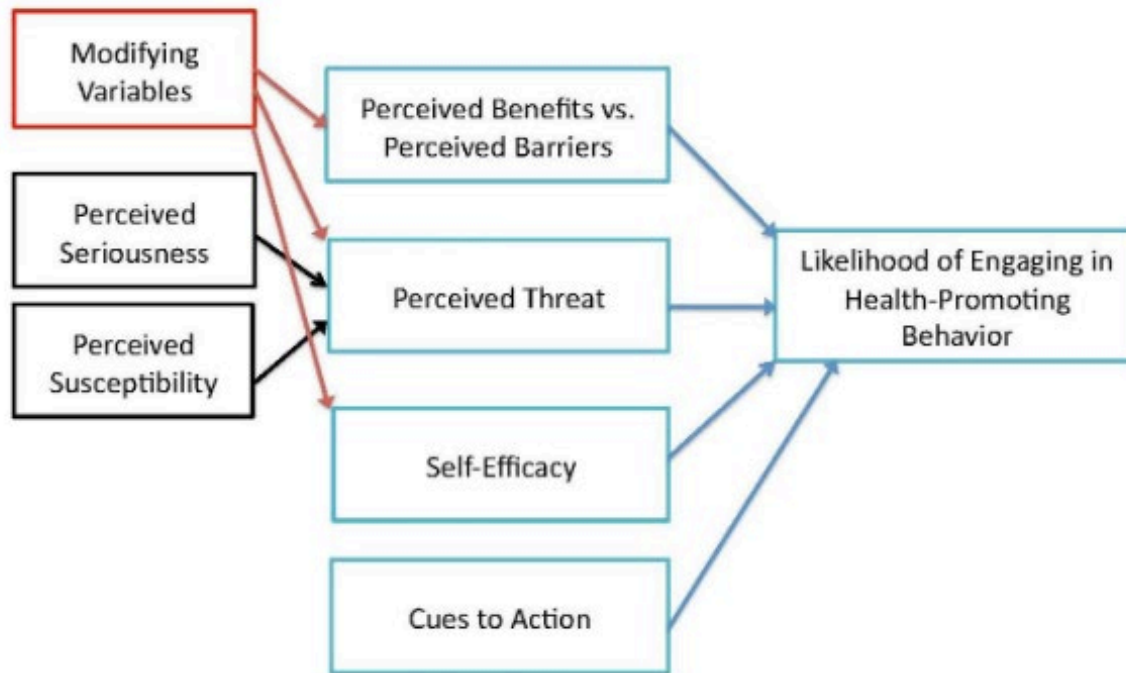 Modifying
Variables
Perceived Benefits vs.
Perceived Barriers
Perceived
Seriousness
Perceived Threat
Likelihood of Engaging in
Health-Promoting
Behavior
Perceived
Susceptibility
Self-Efficacy
Cues to Action